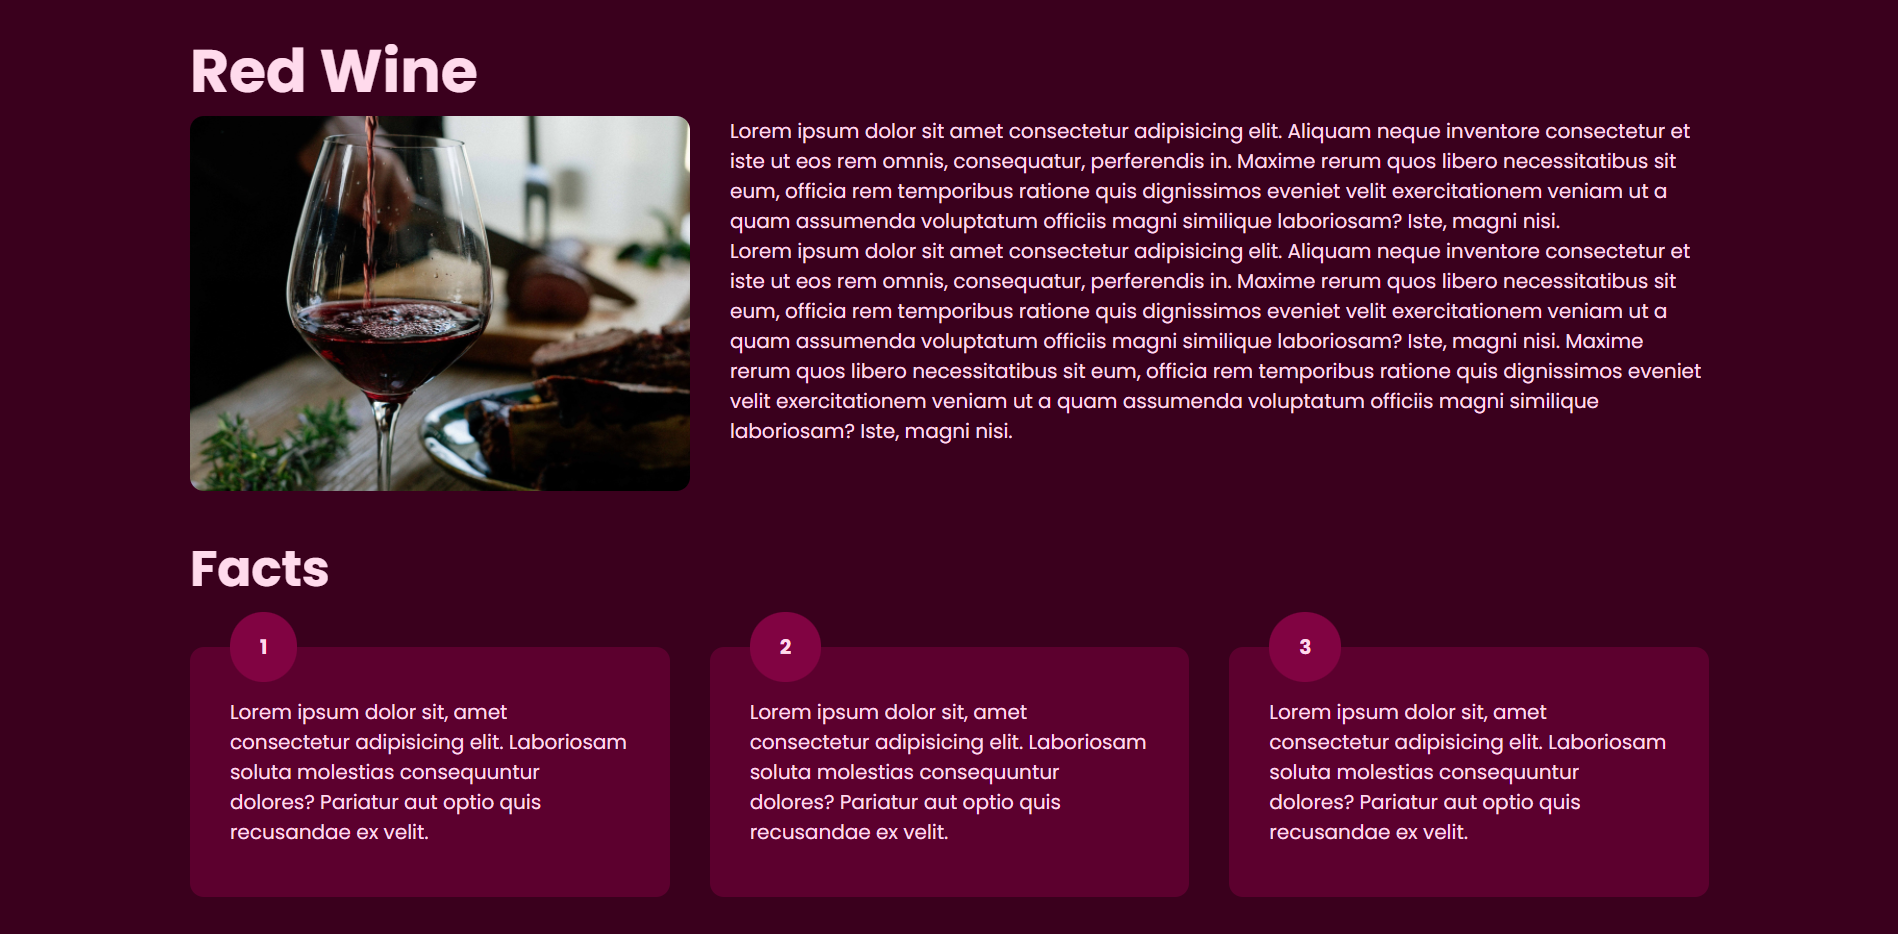 Red Wine
Lorem ipsum dolor sit amet consectetur adipisicing elit. Aliquam neque inventore consectetur et
iste ut eos rem omnis, consequatur, perferendis in. Maxime rerum quos libero necessitatibus sit
eum, officia rem temporibus ratione quis dignissimos eveniet velit exercitationem veniam ut a
quam assumenda voluptatum officiis magni similique laboriosam? Iste, magni nisi.
Lorem ipsum dolor sit amet consectetur adipisicing elit. Aliquam neque inventore consectetur et
iste ut eos rem omnis, consequatur, perferendis in. Maxime rerum quos libero necessitatibus sit
eum, officia rem temporibus ratione quis dignissimos eveniet velit exercitationem veniam ut a
quam assumenda voluptatum officiis magni similique laboriosam? Iste, magni nisi. Maxime
rerum quos libero necessitatibus sit eum, officia rem temporibus ratione quis dignissimos eveniet
velit exercitationem veniam ut a quam assumenda voluptatum officiis magni similique
laboriosam? Iste, magni nisi.
Facts
1
Lorem ipsum dolor sit, amet
consectetur adipisicing elit. Laboriosam
soluta molestias consequuntur
dolores? Pariatur aut optio quis
recusandae ex velit.
2
Lorem ipsum dolor sit, amet
consectetur adipisicing elit. Laboriosam
soluta molestias consequuntur
dolores? Pariatur aut optio quis
recusandae ex velit.
3
Lorem ipsum dolor sit, amet
consectetur adipisicing elit. Laboriosam
soluta molestias consequuntur
dolores? Pariatur aut optio quis
recusandae ex velit.